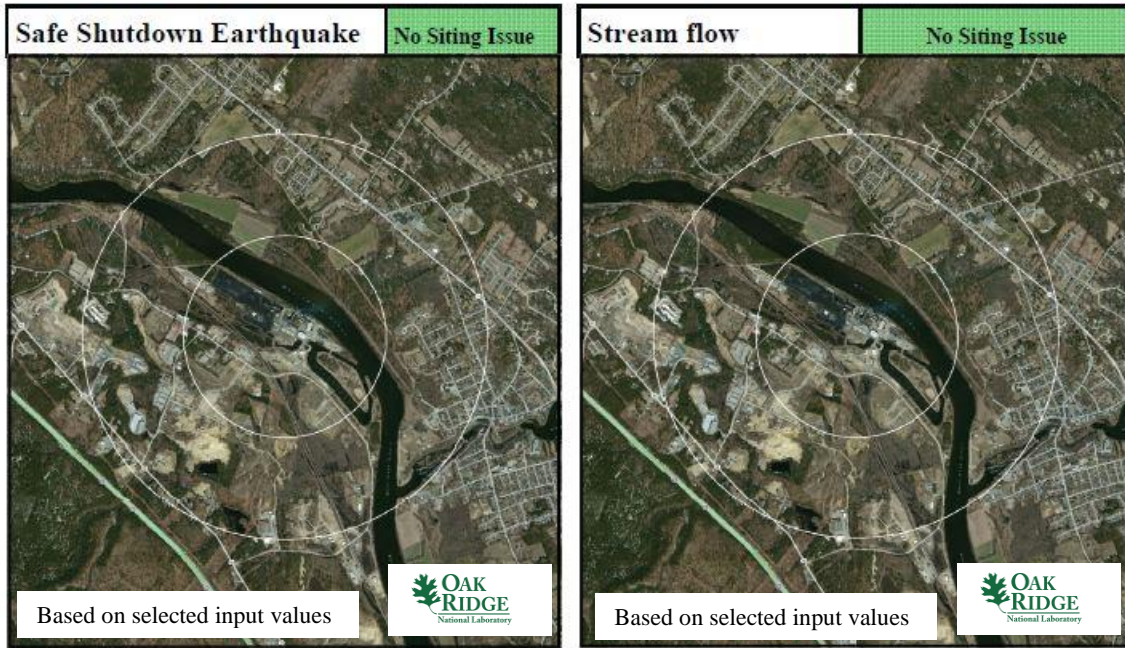 Safe Shutdown Earthquake
No Siting Issue
Based on selected input values
OAK
RIDGE
National Laboratory
Stream flow
No Siting Issue
Based on selected input values
OAK
RIDGE
National Laboratory